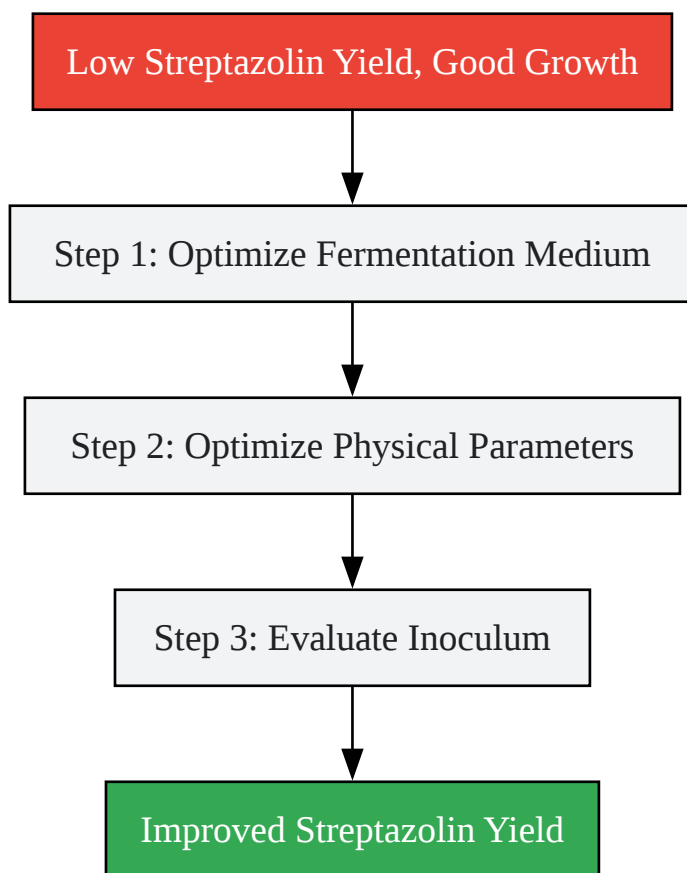 Low Streptazolin Yield, Good Growth
Step 1: Optimize Fermentation Medium
Step 2: Optimize Physical Parameters
Step 3: Evaluate Inoculum
Improved Streptazolin Yield